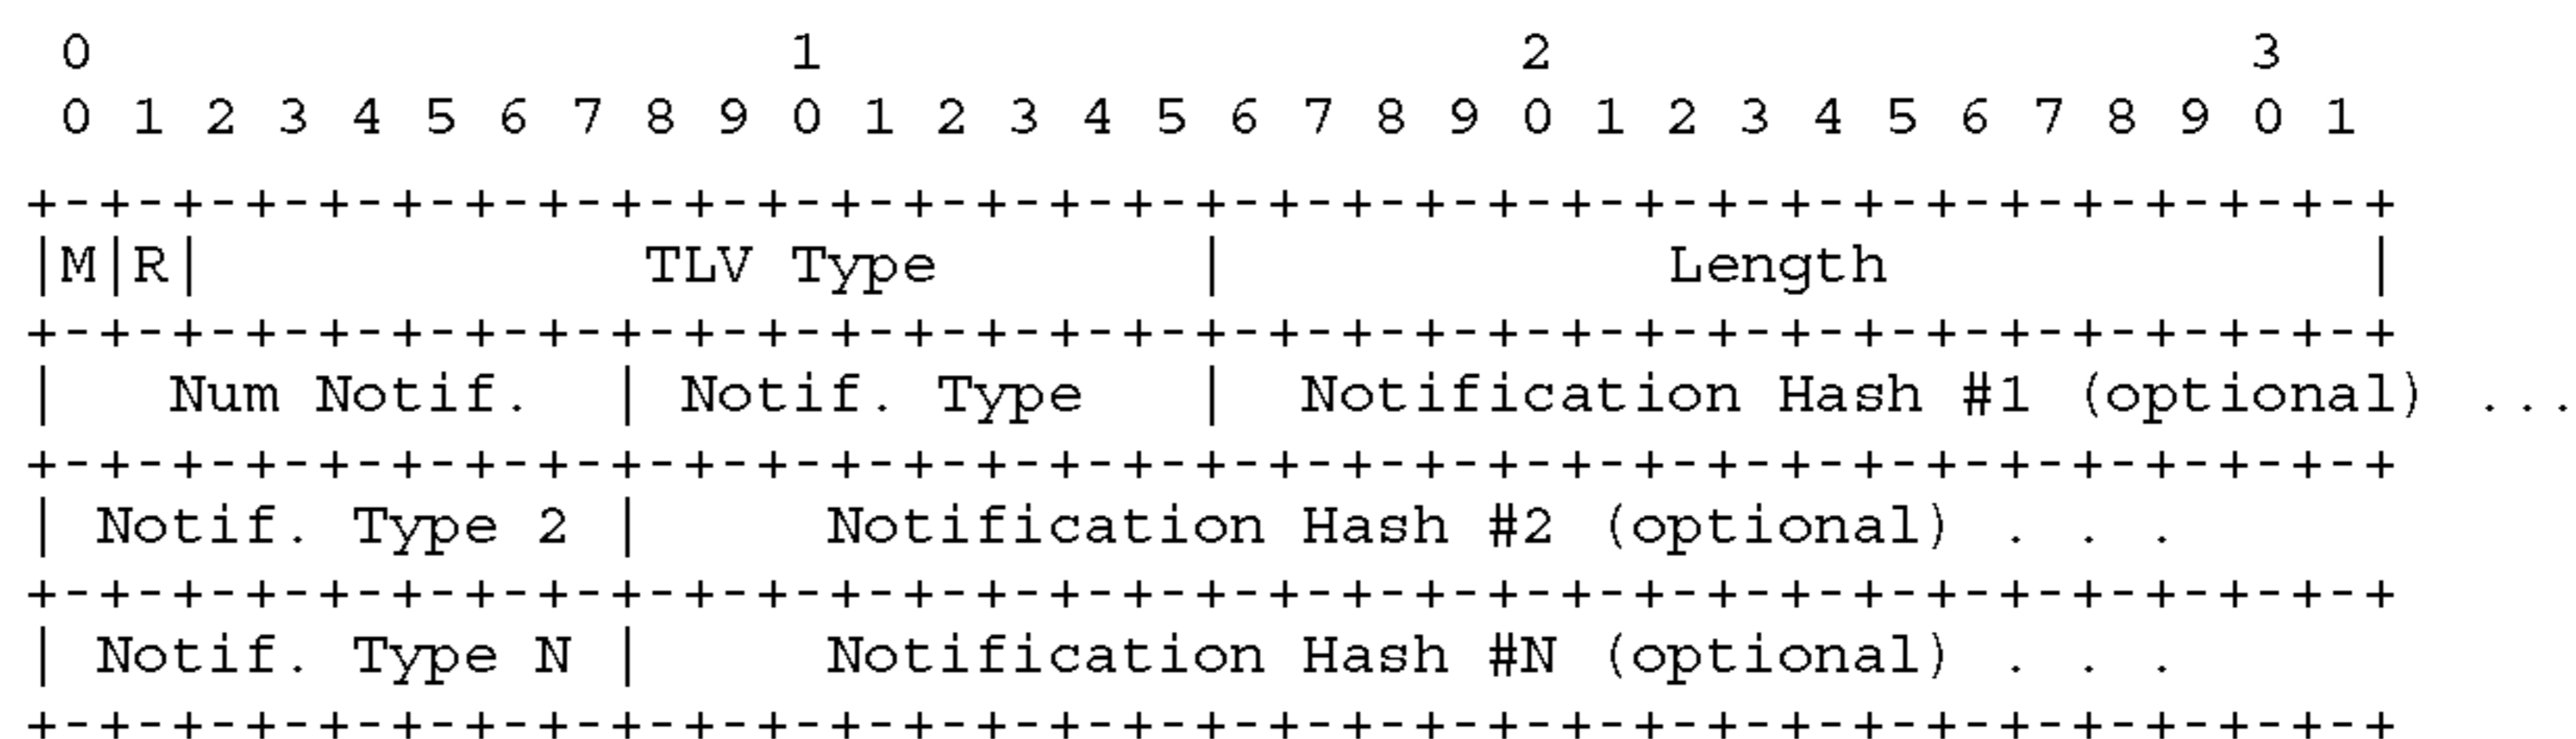 0                   1                   2                   3
 0 1 2 3 4 5 6 7 8 9 0 1 2 3 4 5 6 7 8 9 0 1 2 3 4 5 6 7 8 9 0 1
+-+-+-+-+-+-+-+-+-+-+-+-+-+-+-+-+-+-+-+-+-+-+-+-+-+-+-+-+-+-+-+-+
|M|R|            TLV Type       |            Length             |
+-+-+-+-+-+-+-+-+-+-+-+-+-+-+-+-+-+-+-+-+-+-+-+-+-+-+-+-+-+-+-+-+
|   Num Notif.  | Notif. Type   |  Notification Hash #1 (optional) ...
+-+-+-+-+-+-+-+-+-+-+-+-+-+-+-+-+-+-+-+-+-+-+-+-+-+-+-+-+-+-+-+-+
| Notif. Type 2 |     Notification Hash #2 (optional) . . .
+-+-+-+-+-+-+-+-+-+-+-+-+-+-+-+-+-+-+-+-+-+-+-+-+-+-+-+-+-+-+-+-+
| Notif. Type N |     Notification Hash #N (optional) . . .
+-+-+-+-+-+-+-+-+-+-+-+-+-+-+-+-+-+-+-+-+-+-+-+-+-+-+-+-+-+-+-+-+